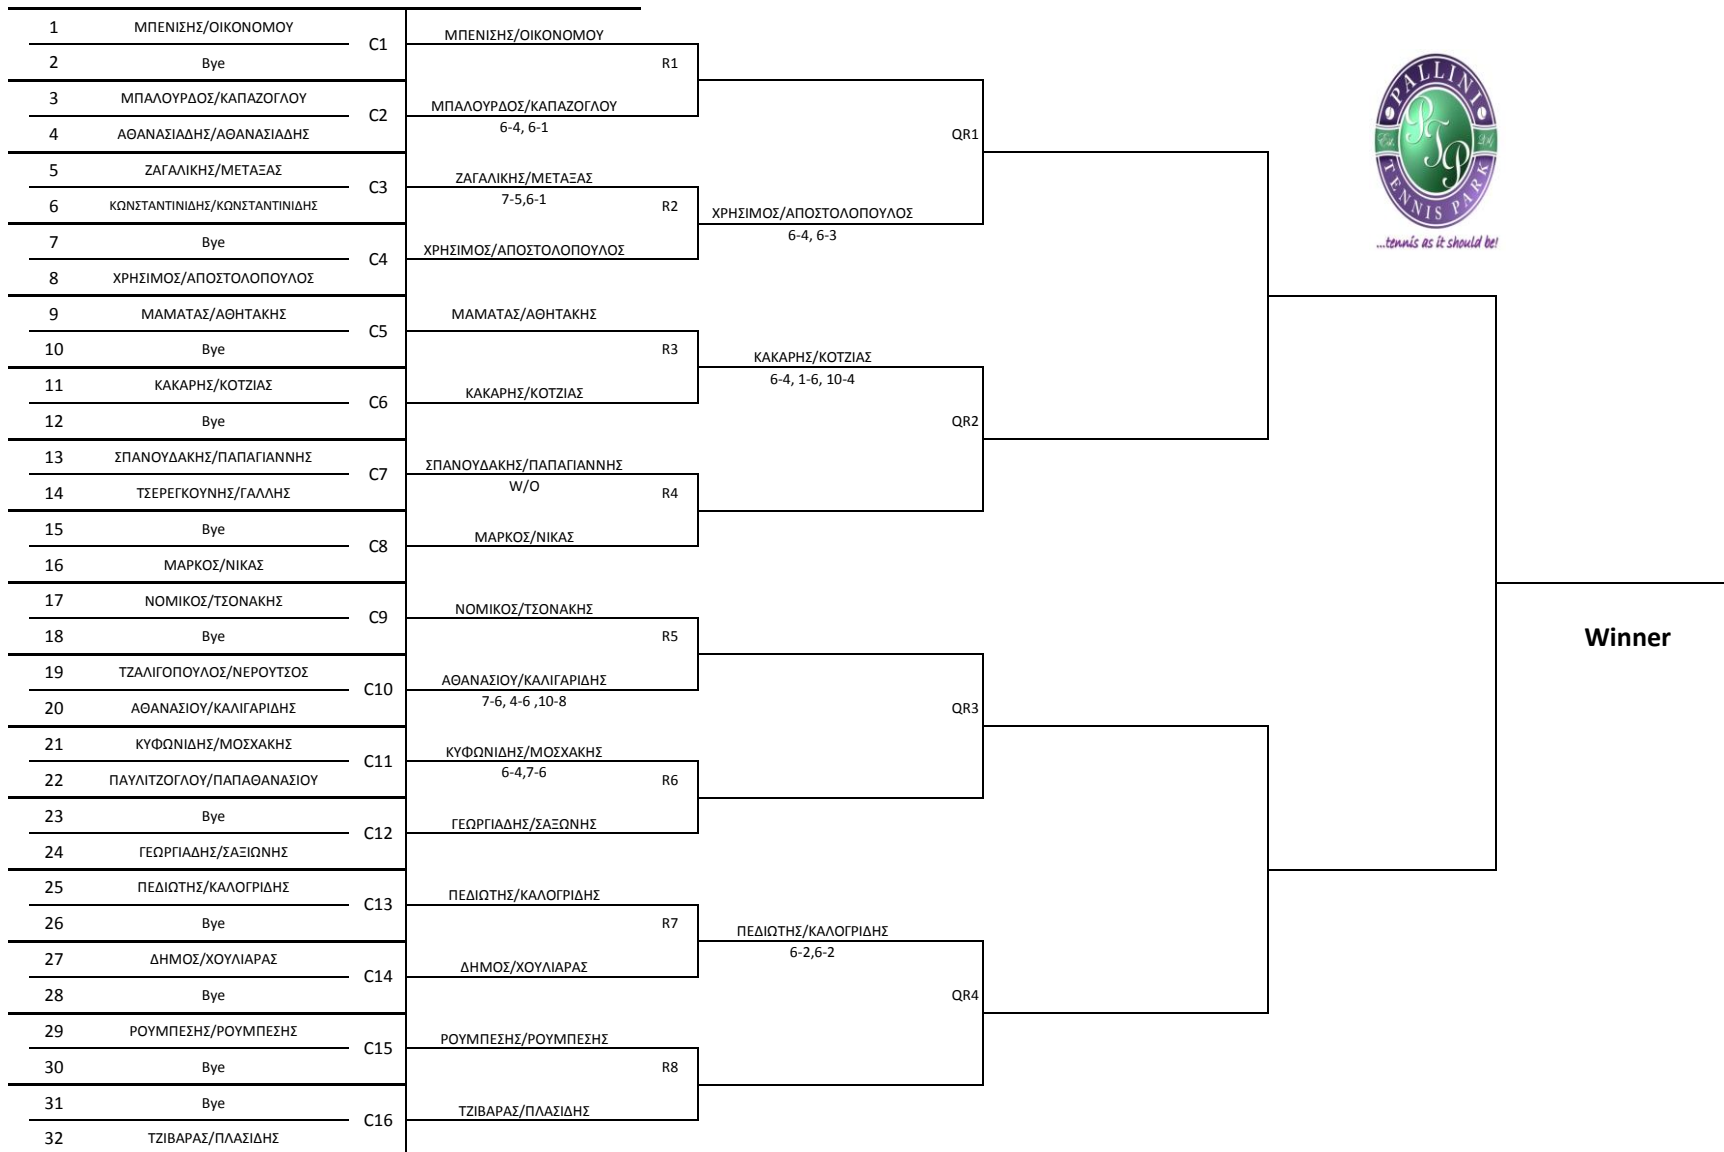 1 ΜΠΕΝΙΣΗΣ/ΟΙΚΟΝΟΜΟΥ
C1
ΜΠΕΝΙΣΗΣ/ΟΙΚΟΝΟΜΟΥ
2 Bye
R1
3 ΜΠΑΛΟΥΡΔΟΣ/ΚΑΠΑΖΟΓΛΟΥ
C2
ΜΠΑΛΟΥΡΔΟΣ/ΚΑΠΑΖΟΓΛΟΥ
6-4, 6-1
4 ΑΘΑΝΑΣΙΑΔΗΣ/ΑΘΑΝΑΣΙΑΔΗΣ
QR1
5 ΖΑΓΑΛΙΚΗΣ/ΜΕΤΑΞΑΣ
C3
ΖΑΓΑΛΙΚΗΣ/ΜΕΤΑΞΑΣ
7-5,6-1
6 ΚΩΝΣΤΑΝΤΙΝΙΔΗΣ/ΚΩΝΣΤΑΝΤΙΝΙΔΗΣ
R2
ΧΡΗΣΙΜΟΣ/ΑΠΟΣΤΟΛΟΠΟΥΛΟΣ
6-4, 6-3
7 Bye
C4
ΧΡΗΣΙΜΟΣ/ΑΠΟΣΤΟΛΟΠΟΥΛΟΣ
8 ΧΡΗΣΙΜΟΣ/ΑΠΟΣΤΟΛΟΠΟΥΛΟΣ
PALLINI
PTP
Est. 24
TENNIS PARK
...tennis as it should be!
9 ΜΑΜΑΤΑΣ/ΑΘΗΤΑΚΗΣ
C5
ΜΑΜΑΤΑΣ/ΑΘΗΤΑΚΗΣ
10 Bye
R3
ΚΑΚΑΡΗΣ/ΚΟΤΖΙΑΣ
6-4, 1-6, 10-4
11 ΚΑΚΑΡΗΣ/ΚΟΤΖΙΑΣ
C6
ΚΑΚΑΡΗΣ/ΚΟΤΖΙΑΣ
12 Bye
QR2
13 ΣΠΑΝΟΥΔΑΚΗΣ/ΠΑΠΑΓΙΑΝΝΗΣ
C7
ΣΠΑΝΟΥΔΑΚΗΣ/ΠΑΠΑΓΙΑΝΝΗΣ
W/O
14 ΤΣΕΡΕΓΚΟΥΝΗΣ/ΓΑΛΛΗΣ
R4
15 Bye
C8
ΜΑΡΚΟΣ/ΝΙΚΑΣ
16 ΜΑΡΚΟΣ/ΝΙΚΑΣ
17 ΝΟΜΙΚΟΣ/ΤΣΟΝΑΚΗΣ
C9
ΝΟΜΙΚΟΣ/ΤΣΟΝΑΚΗΣ
18 Bye
R5
Winner
19 ΤΖΑΛΙΓΟΠΟΥΛΟΣ/ΝΕΡΟΥΤΣΟΣ
C10
ΑΘΑΝΑΣΙΟΥ/ΚΑΛΙΓΑΡΙΔΗΣ
7-6, 4-6 ,10-8
20 ΑΘΑΝΑΣΙΟΥ/ΚΑΛΙΓΑΡΙΔΗΣ
QR3
21 ΚΥΦΩΝΙΔΗΣ/ΜΟΣΧΑΚΗΣ
C11
ΚΥΦΩΝΙΔΗΣ/ΜΟΣΧΑΚΗΣ
6-4,7-6
22 ΠΑΥΛΙΤΖΟΓΛΟΥ/ΠΑΠΑΘΑΝΑΣΙΟΥ
R6
23 Bye
C12
ΓΕΩΡΓΙΑΔΗΣ/ΣΑΞΩΝΗΣ
24 ΓΕΩΡΓΙΑΔΗΣ/ΣΑΞΙΩΝΗΣ
25 ΠΕΔΙΩΤΗΣ/ΚΑΛΟΓΡΙΔΗΣ
C13
ΠΕΔΙΩΤΗΣ/ΚΑΛΟΓΡΙΔΗΣ
26 Bye
R7
ΠΕΔΙΩΤΗΣ/ΚΑΛΟΓΡΙΔΗΣ
6-2,6-2
27 ΔΗΜΟΣ/ΧΟΥΛΙΑΡΑΣ
C14
ΔΗΜΟΣ/ΧΟΥΛΙΑΡΑΣ
28 Bye
QR4
29 ΡΟΥΜΠΕΣΗΣ/ΡΟΥΜΠΕΣΗΣ
C15
ΡΟΥΜΠΕΣΗΣ/ΡΟΥΜΠΕΣΗΣ
30 Bye
R8
31 Bye
C16
ΤΖΙΒΑΡΑΣ/ΠΛΑΣΙΔΗΣ
32 ΤΖΙΒΑΡΑΣ/ΠΛΑΣΙΔΗΣ